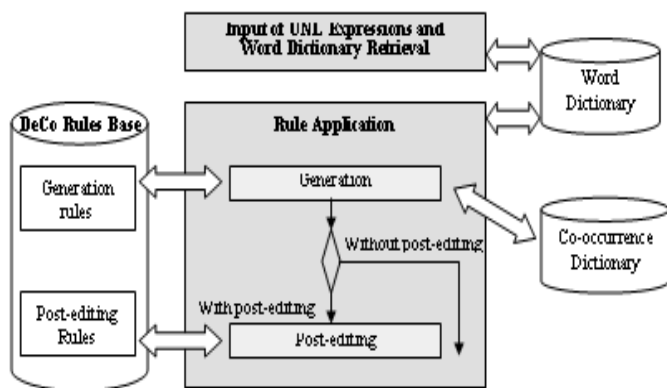 Input of UNL Expressions and
Word Dictionary Retrieval
Word
Dictionary
DeCo Rules Base
Rule Application
Generation
rules
Generation
Without post-editing
Co-occurrence
Dictionary
With post-editing
Post-editing
Rules
Post-editing